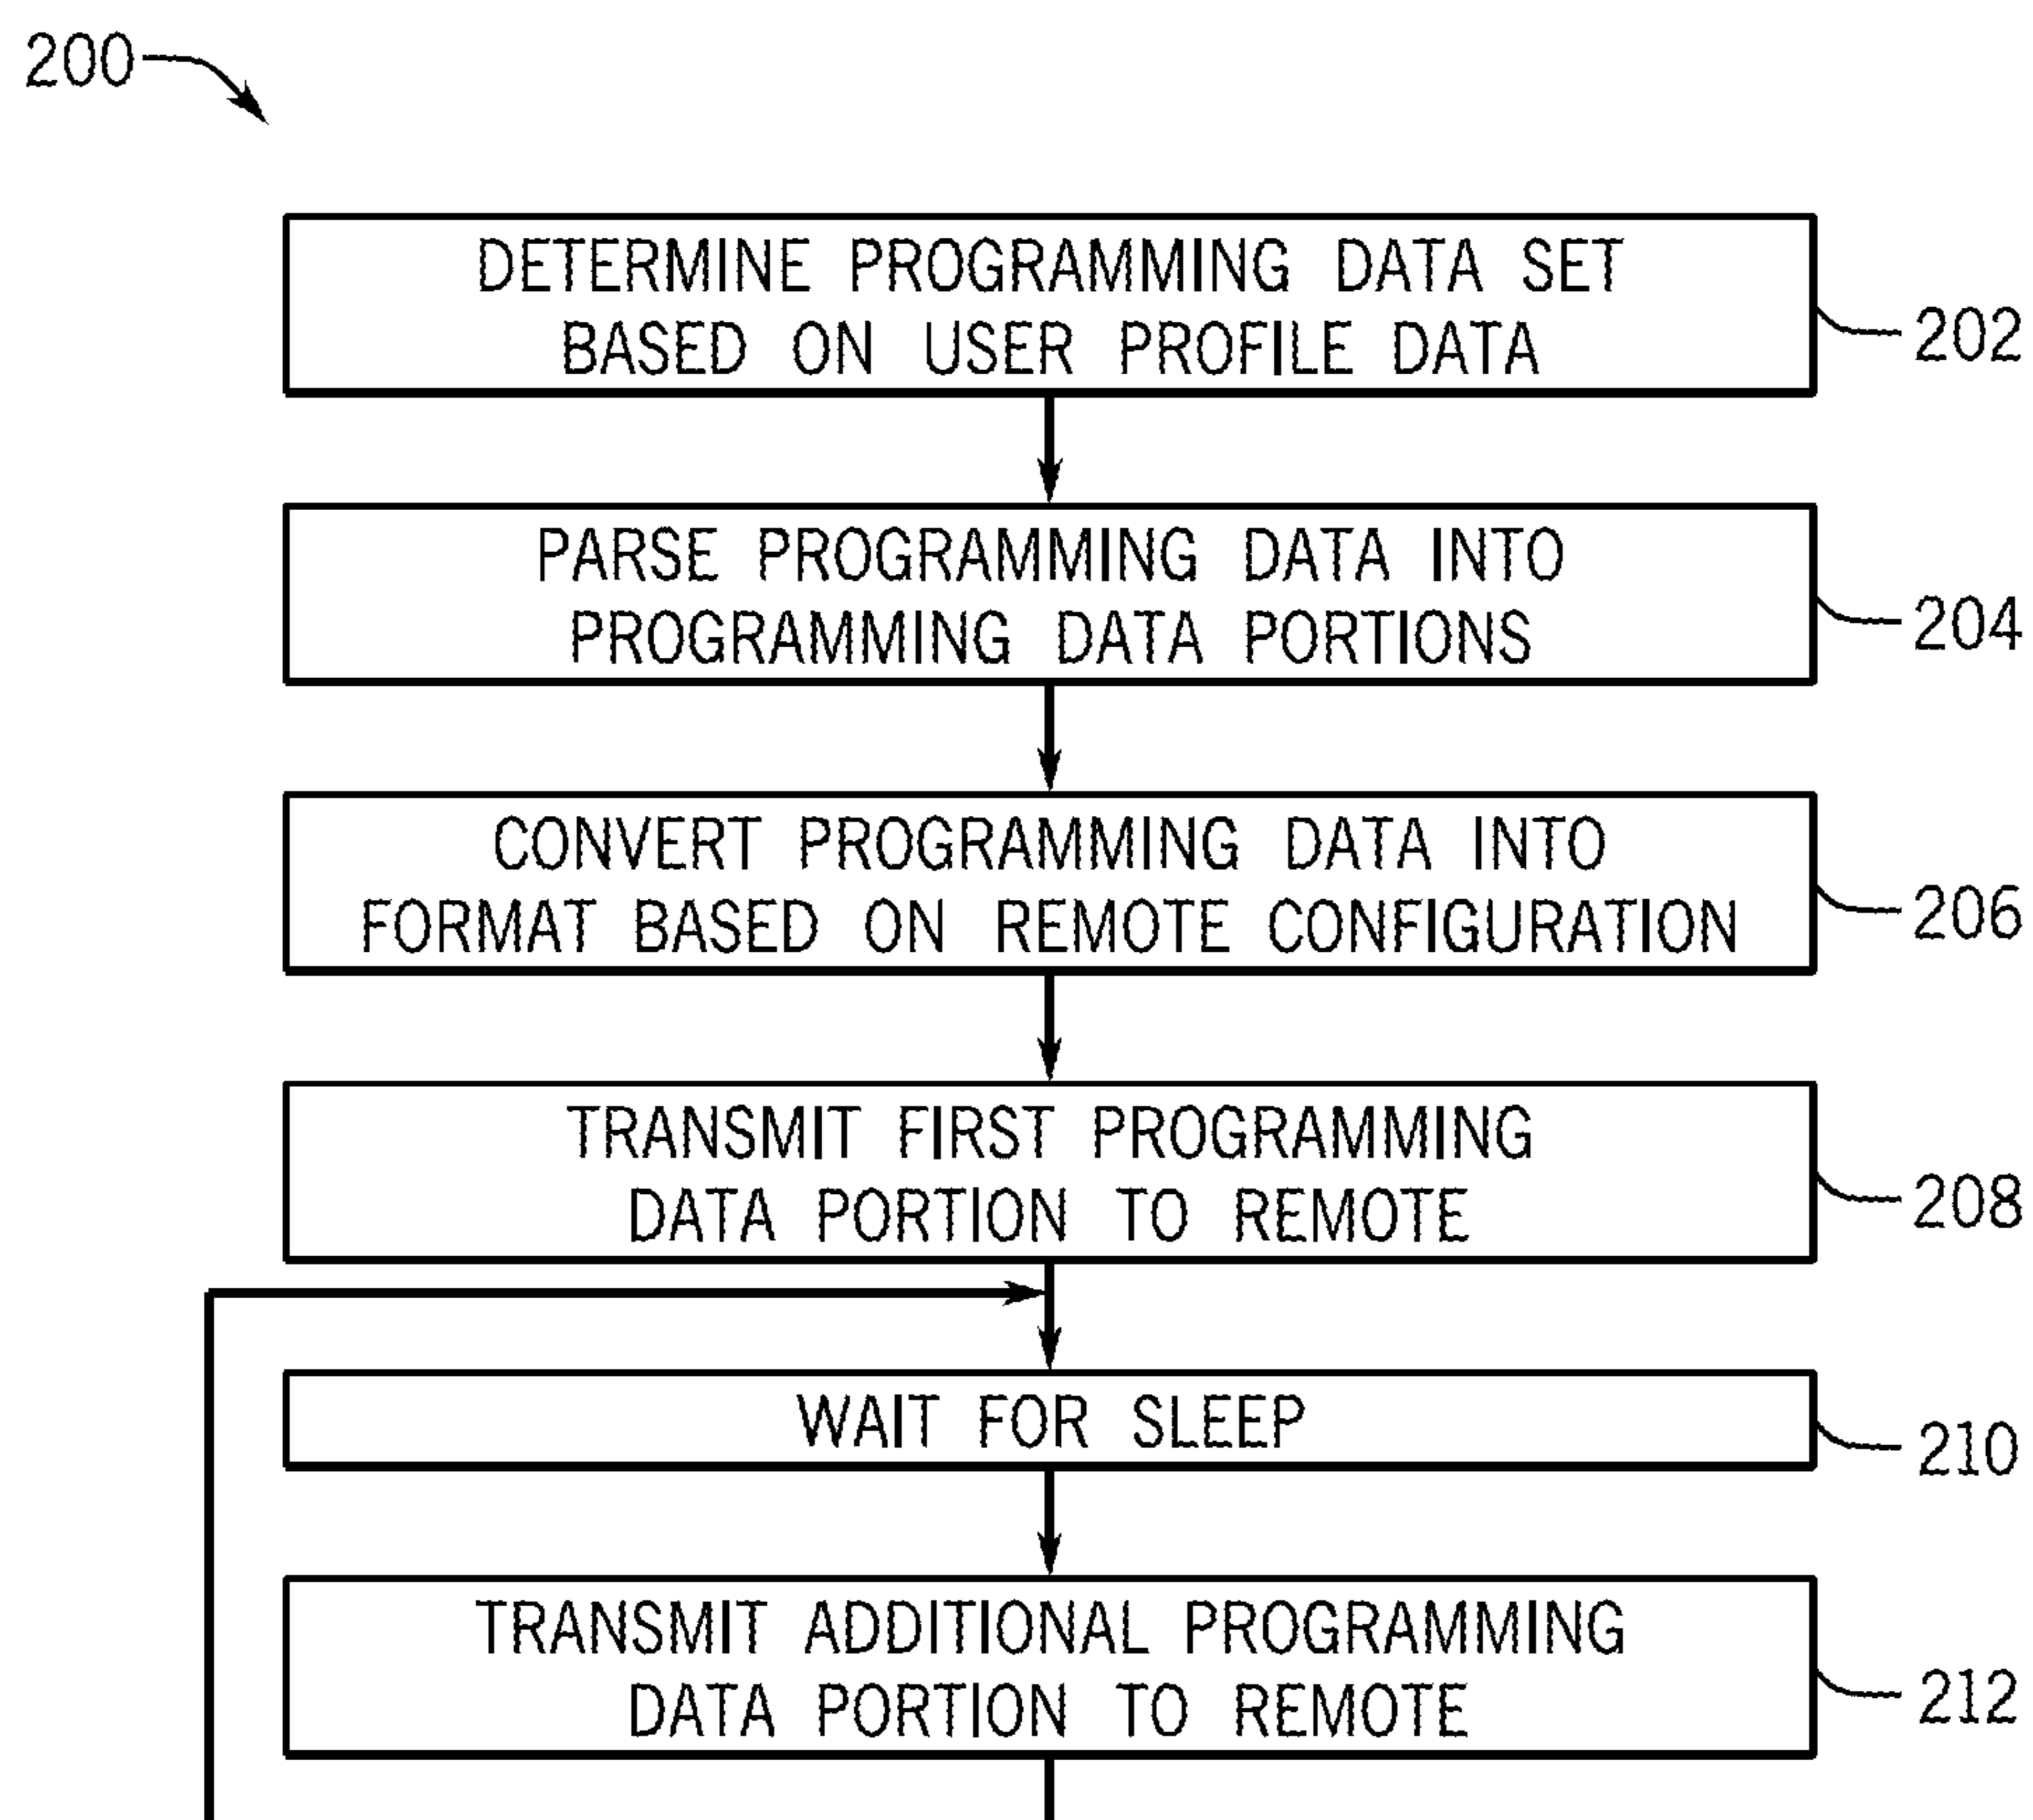 200
DETERMINE PROGRAMMING DATA SET
BASED ON USER PROFILE DATA
202
PARSE PROGRAMMING DATA INTO
PROGRAMMING DATA PORTIONS
204
CONVERT PROGRAMMING DATA INTO
FORMAT BASED ON REMOTE CONFIGURATION
206
TRANSMIT FIRST PROGRAMMING
DATA PORTION TO REMOTE
208
WAIT FOR SLEEP
210
TRANSMIT ADDITIONAL PROGRAMMING
DATA PORTION TO REMOTE
212